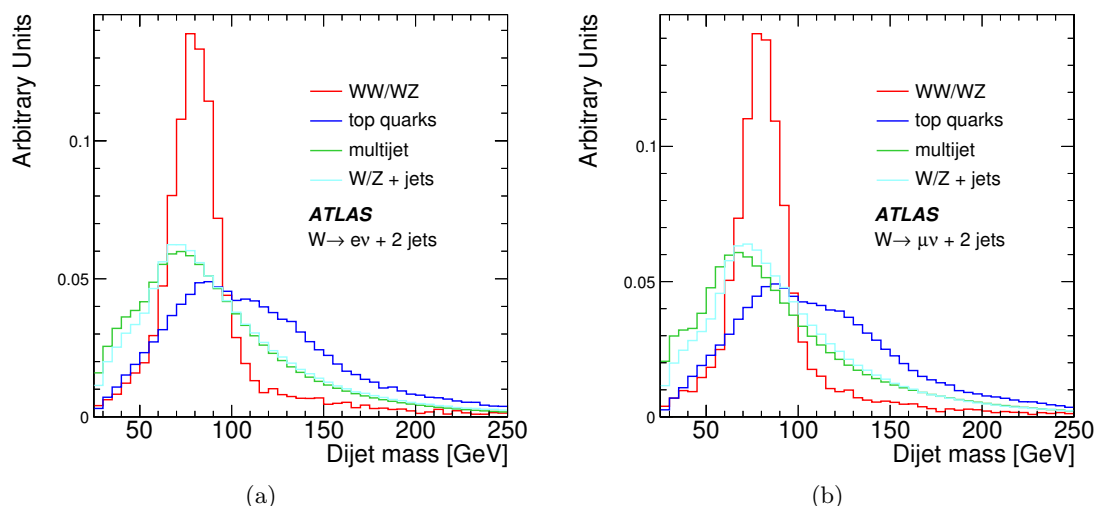 Arbitrary Units
0.1
0.05
0
WW/WZ
top quarks
multijet
W/Z + jets
ATLAS
W→ eν + 2 jets
50 100 150 200 250
Dijet mass [GeV]
(a)
Arbitrary Units
0.1
0.05
0
WW/WZ
top quarks
multijet
W/Z + jets
ATLAS
W→ μν + 2 jets
50 100 150 200 250
Dijet mass [GeV]
(b)